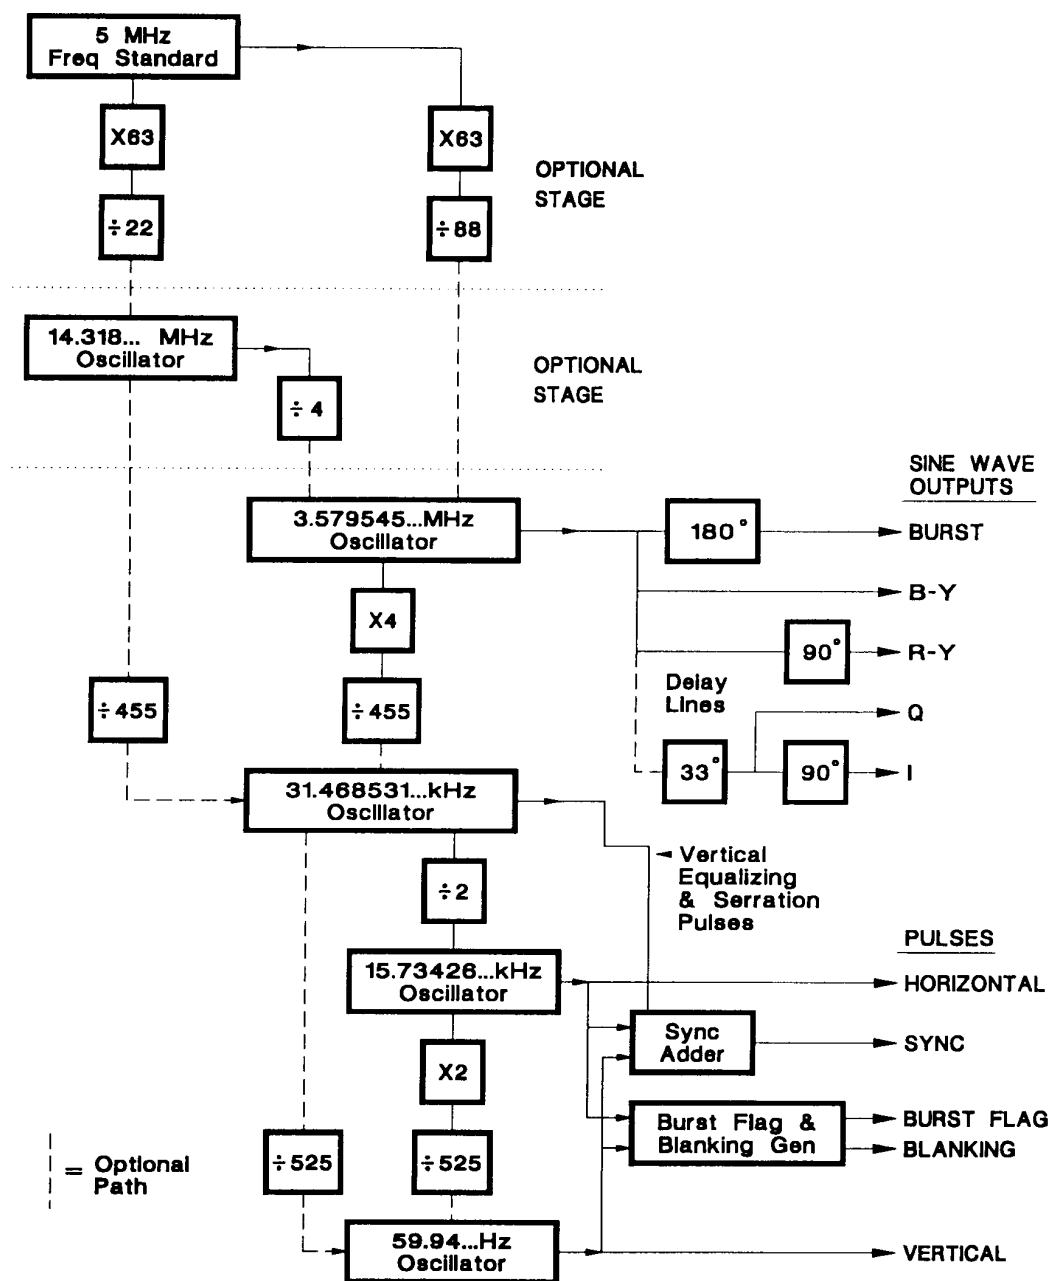 5 MHz
Freq Standard
X63
X63
OPTIONAL
STAGE
÷22
÷88
14.318... MHz
Oscillator
OPTIONAL
STAGE
÷ 4
SINE WAVE
OUTPUTS
3.579545...MHz
Oscillator
180°
BURST
X4
B-Y
90°
R-Y
Delay
Lines
÷455
÷455
Q
33°
90°
I
31.468531...kHz
Oscillator
Vertical
Equalizing
& Serration
Pulses
÷2
PULSES
15.73426...kHz
Oscillator
HORIZONTAL
Sync
Adder
SYNC
X2
Burst Flag &
Blanking Gen
BURST FLAG
BLANKING
= Optional
Path
÷525
÷525
59.94...Hz
Oscillator
VERTICAL